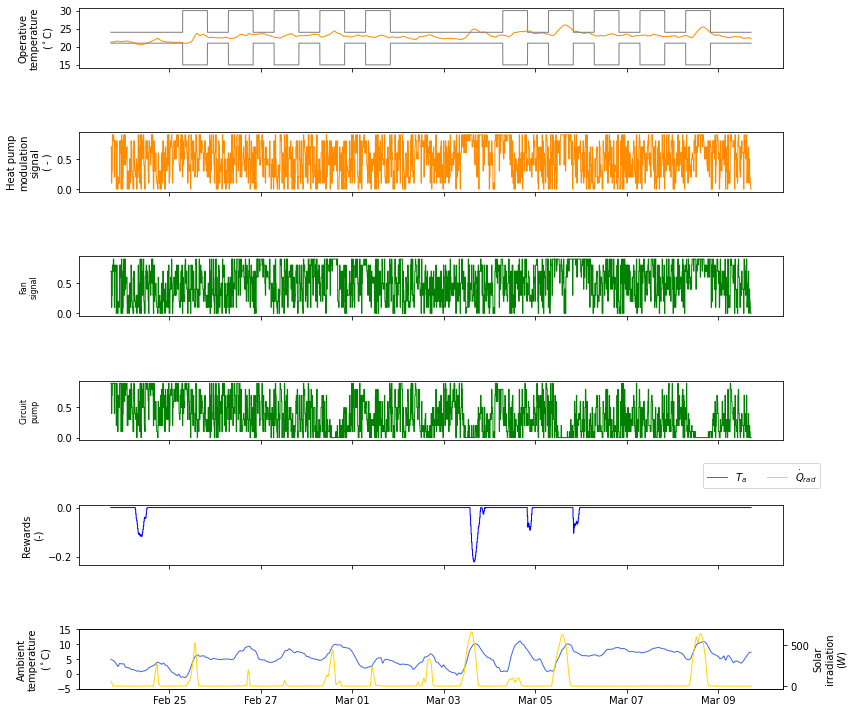 Operative
temperature
(°C)
30
25
20
15
Heat pump
modulation
signal
( - )
0.5
0.0
Fan
signal
0.5
0.0
Circuit
pump
0.5
0.0
T_a
Q̇_rad
Rewards
(-)
0.0
−0.2
Ambient
temperature
(°C)
15
10
5
0
−5
500
0
Solar
irradiation
(W)
Feb 25
Feb 27
Mar 01
Mar 03
Mar 05
Mar 07
Mar 09